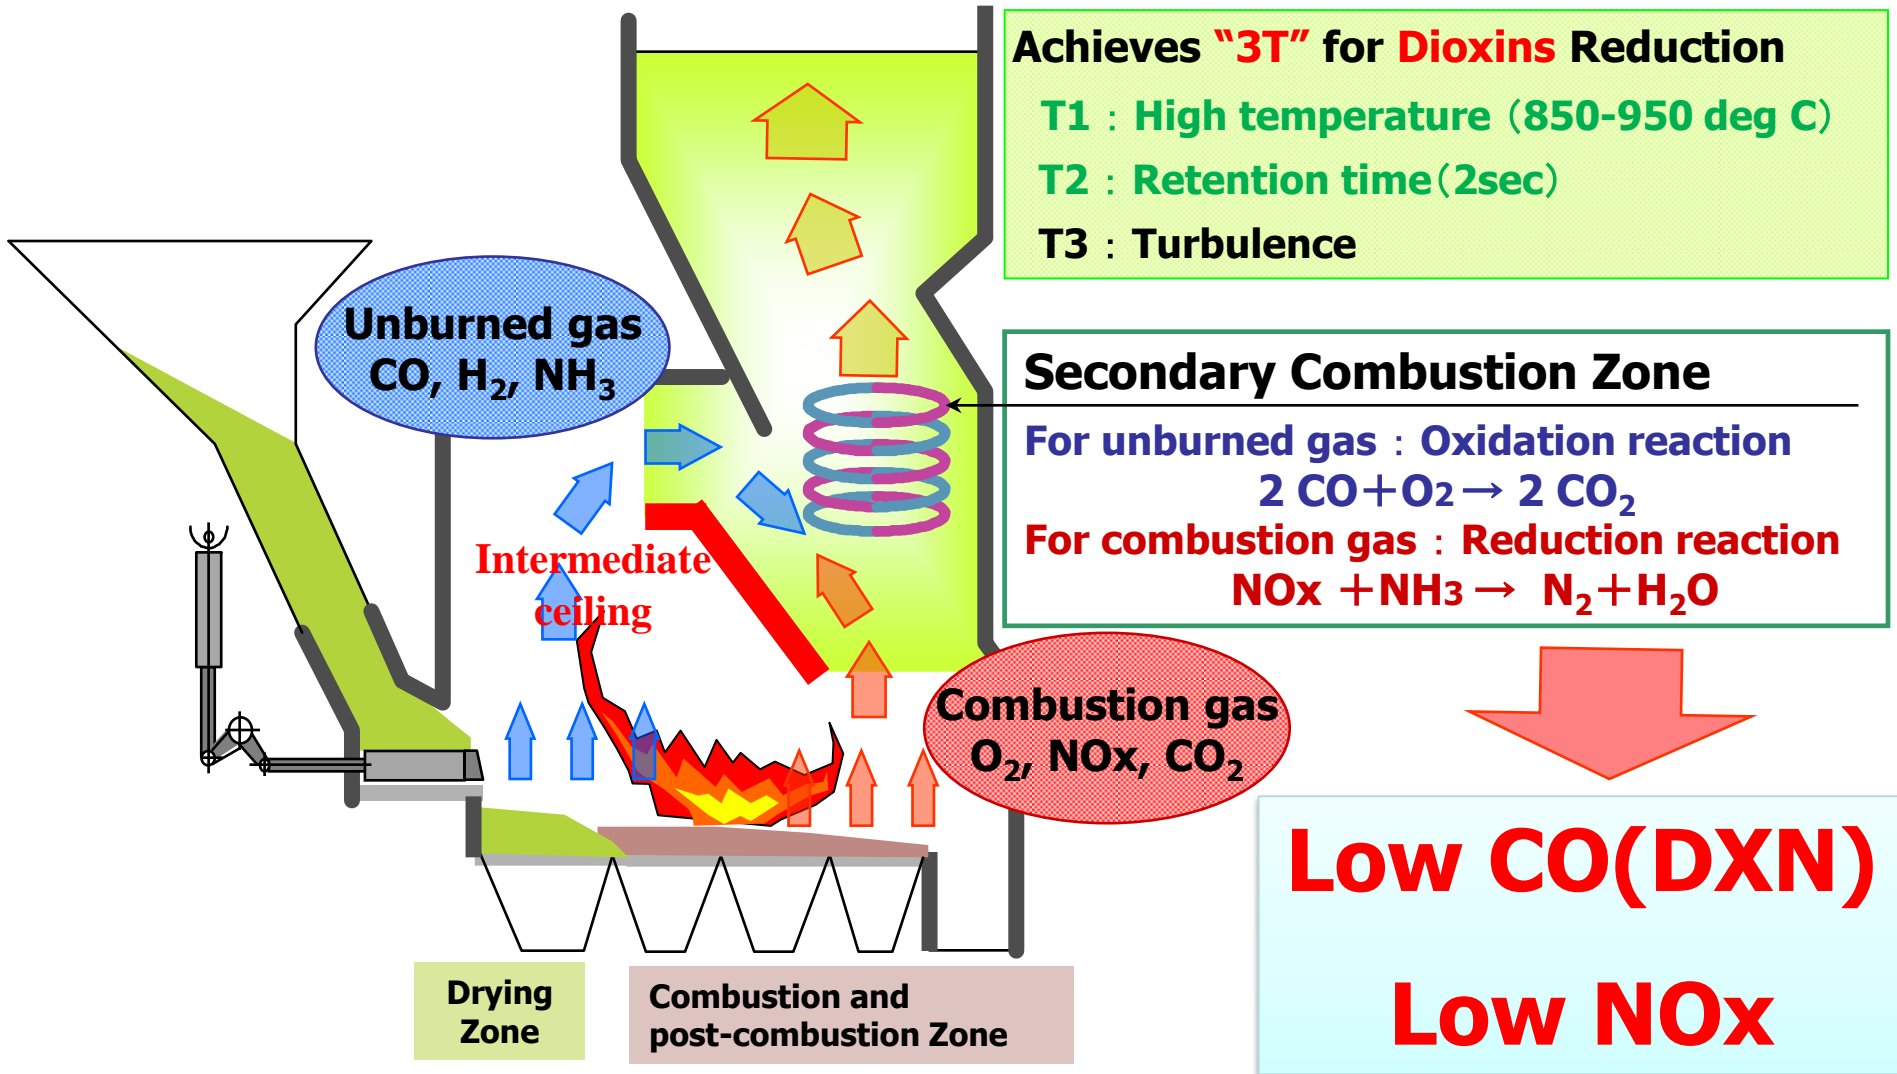 Achieves “3T” for Dioxins Reduction
T1 : High temperature (850-950 deg C)
T2 : Retention time(2sec)
T3 : Turbulence
Unburned gas
CO, H₂, NH₃
Secondary Combustion Zone
For unburned gas : Oxidation reaction
2 CO+O2 → 2 CO₂
For combustion gas : Reduction reaction
NOx +NH3 → N₂+H₂O
Intermediate
ceiling
Combustion gas
O₂, NOx, CO₂
Low CO(DXN)
Low NOx
Drying
Zone
Combustion and
post-combustion Zone